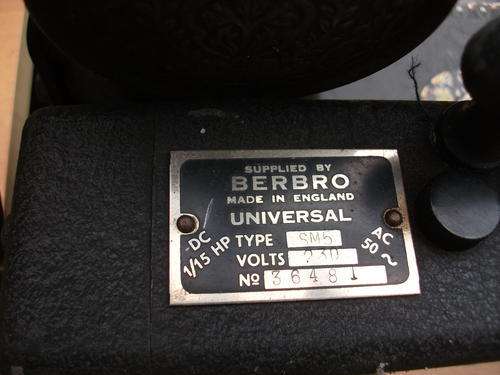 SUPPLIED BY
BERBRO
MADE IN ENGLAND
UNIVERSAL
DC
1/15 HP
TYPE SM5
VOLTS 230
AC
50 ~
No 36481